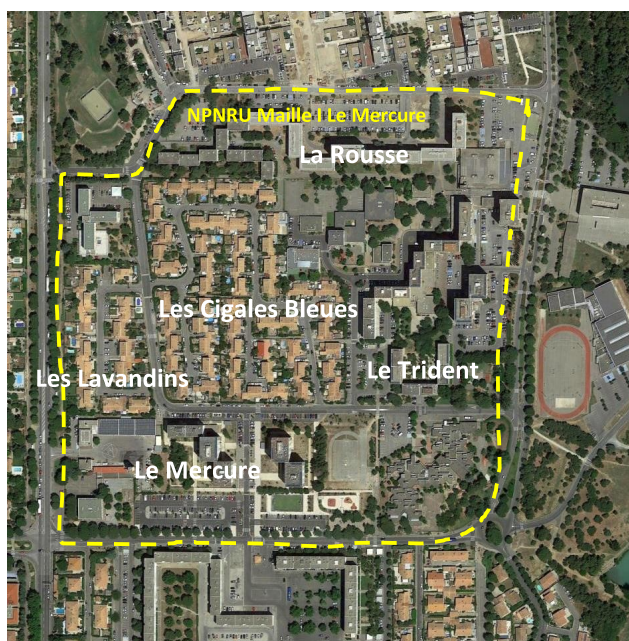 NPNRU Maille I Le Mercure
La Rousse
Les Cigales Bleues
Le Trident
Les Lavandins
Le Mercure